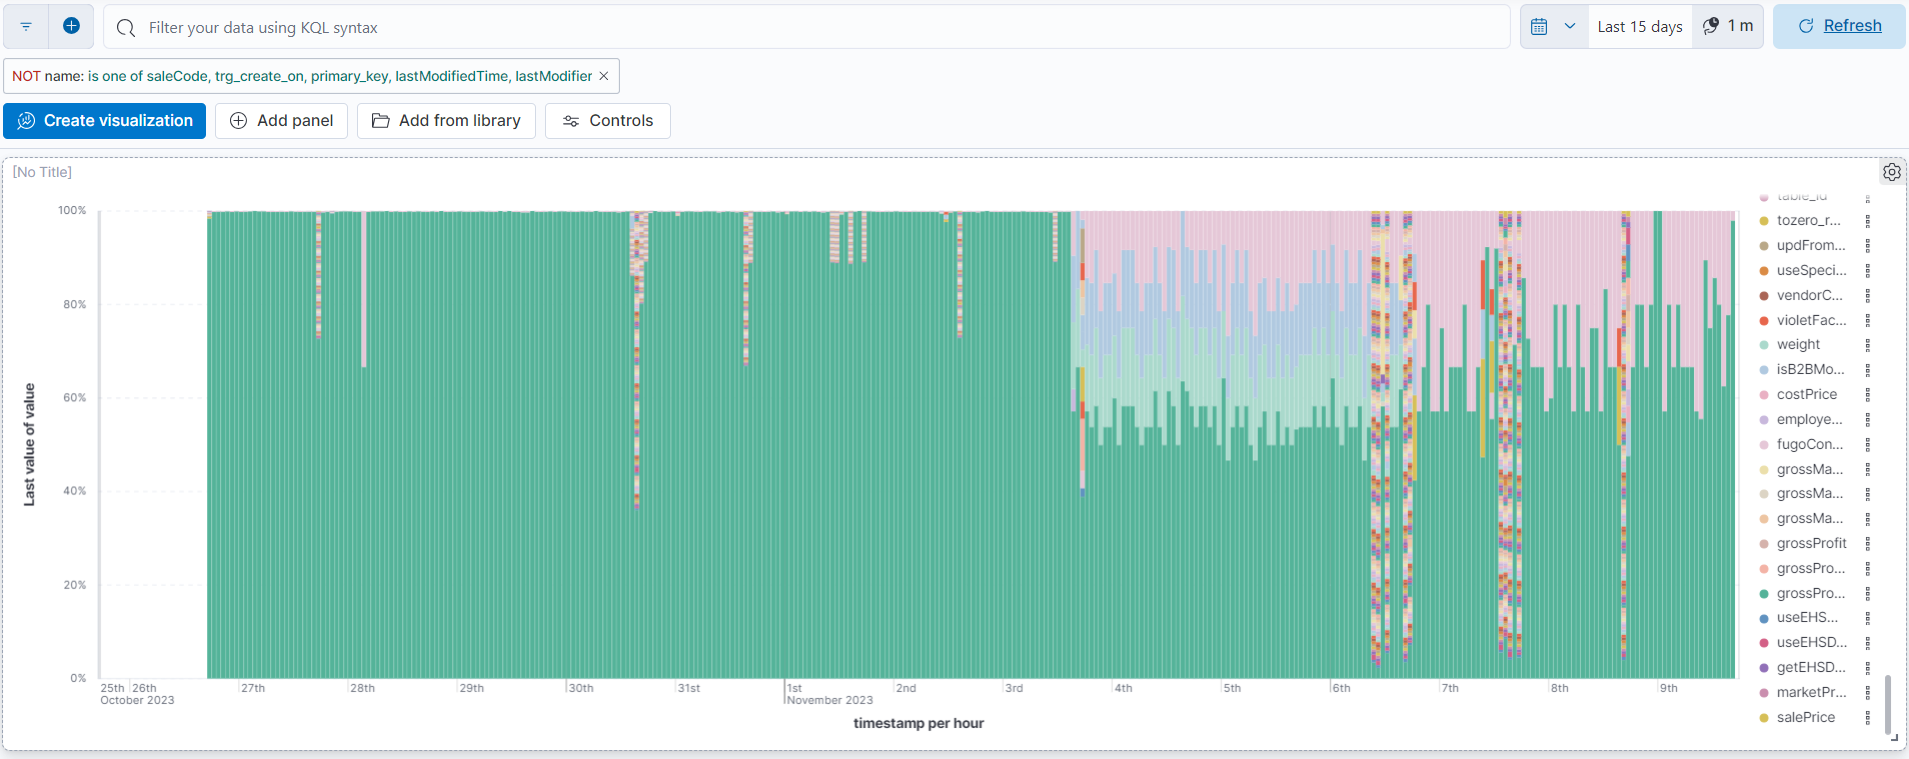 Filter your data using KQL syntax
Last 15 days
1 m
Refresh
NOT name: is one of saleCode, trg_create_on, primary_key, lastModifiedTime, lastModifier ×
Create visualization
Add panel
Add from library
Controls
[No Title]
100%
80%
60%
40%
20%
0%
Last value of value
25th
26th
27th
28th
29th
30th
31st
1st
2nd
3rd
4th
5th
6th
7th
8th
9th
October 2023
November 2023
timestamp per hour
table_id
tozero_r...
updFrom...
useSpeci...
vendorC...
violetFac...
weight
isB2BMo...
costPrice
employe...
fugoCon...
grossMa...
grossMa...
grossMa...
grossProfit
grossPro...
grossPro...
useEHS...
useEHSD...
getEHSD...
marketPr...
salePrice